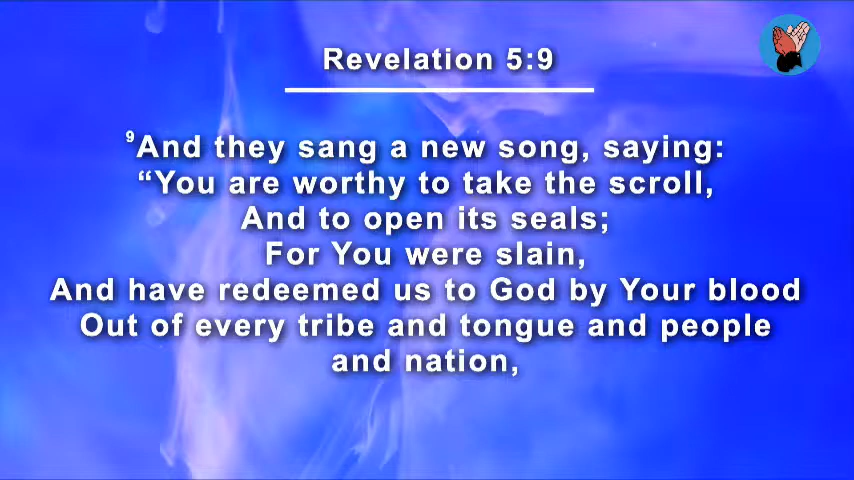 Revelation 5:9
⁹And they sang a new song, saying:
“You are worthy to take the scroll,
And to open its seals;
For You were slain,
And have redeemed us to God by Your blood
Out of every tribe and tongue and people
and nation,